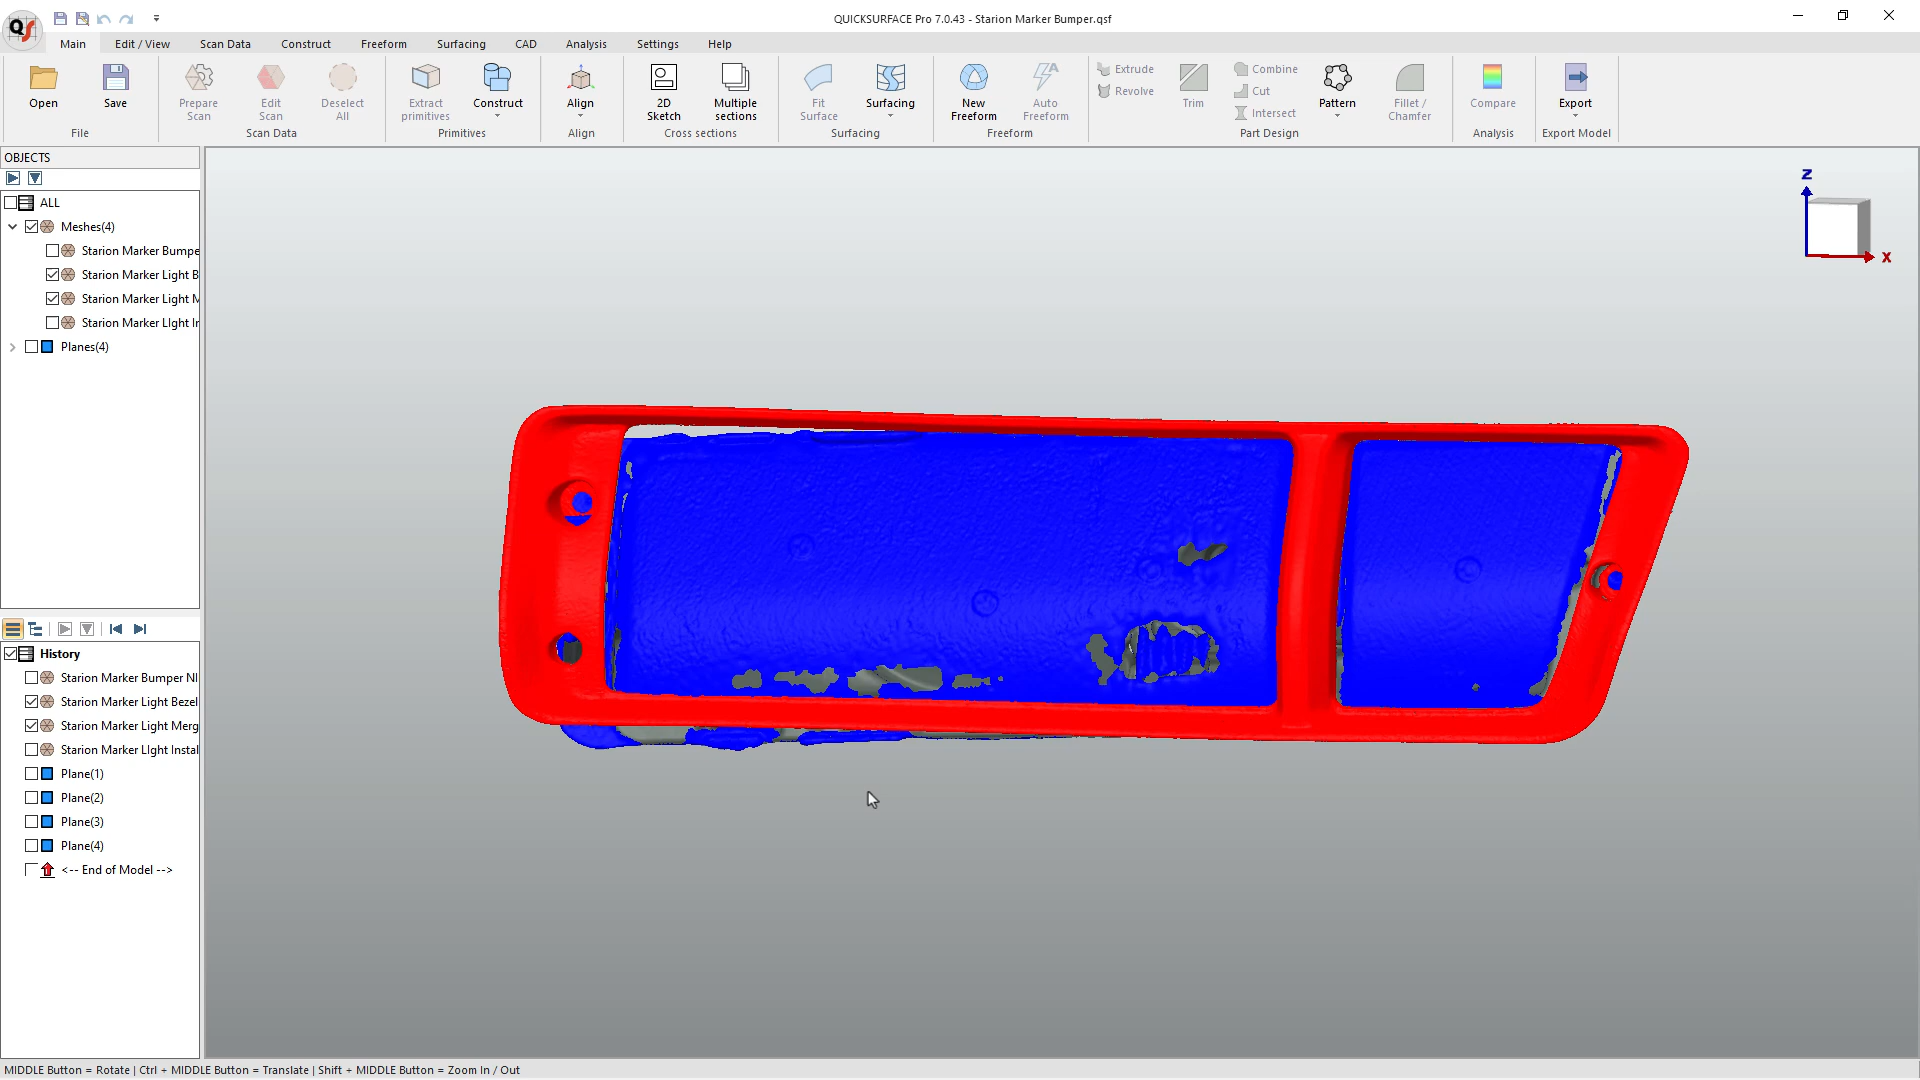 QUICKSURFACE Pro 7.0.43 - Starion Marker Bumper.qsf
Main Edit / View Scan Data Construct Freeform Surfacing CAD Analysis Settings Help
Open
Save
File
Prepare Scan
Edit Scan
Deselect All
Scan Data
Extract primitives
Construct
Primitives
Align
Align
2D Sketch
Multiple sections
Cross sections
Fit Surface
Surfacing
Surfacing
New Freeform
Auto Freeform
Freeform
Extrude
Revolve
Trim
Combine
Cut
Intersect
Pattern
Fillet / Chamfer
Part Design
Compare
Analysis
Export
Export Model
OBJECTS
ALL
Meshes(4)
Starion Marker Bumpe
Starion Marker Light B
Starion Marker Light M
Starion Marker LIght Ir
Planes(4)
History
Starion Marker Bumper NI
Starion Marker Light Bezel
Starion Marker Light Merg
Starion Marker LIght Instal
Plane(1)
Plane(2)
Plane(3)
Plane(4)
<-- End of Model -->
Z
X
MIDDLE Button = Rotate | Ctrl + MIDDLE Button = Translate | Shift + MIDDLE Button = Zoom In / Out